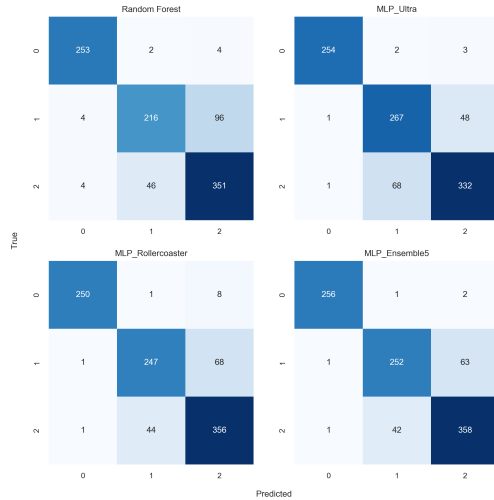 Random Forest
MLP_Ultra
0 253 2 4
0 254 2 3
1 4 216 96
1 1 267 48
2 4 46 351
2 1 68 332
0 1 2
0 1 2
True
MLP_Rollercoaster
MLP_Ensemble5
0 250 1 8
0 256 1 2
1 1 247 68
1 1 252 63
2 1 44 356
2 1 42 358
0 1 2
0 1 2
Predicted